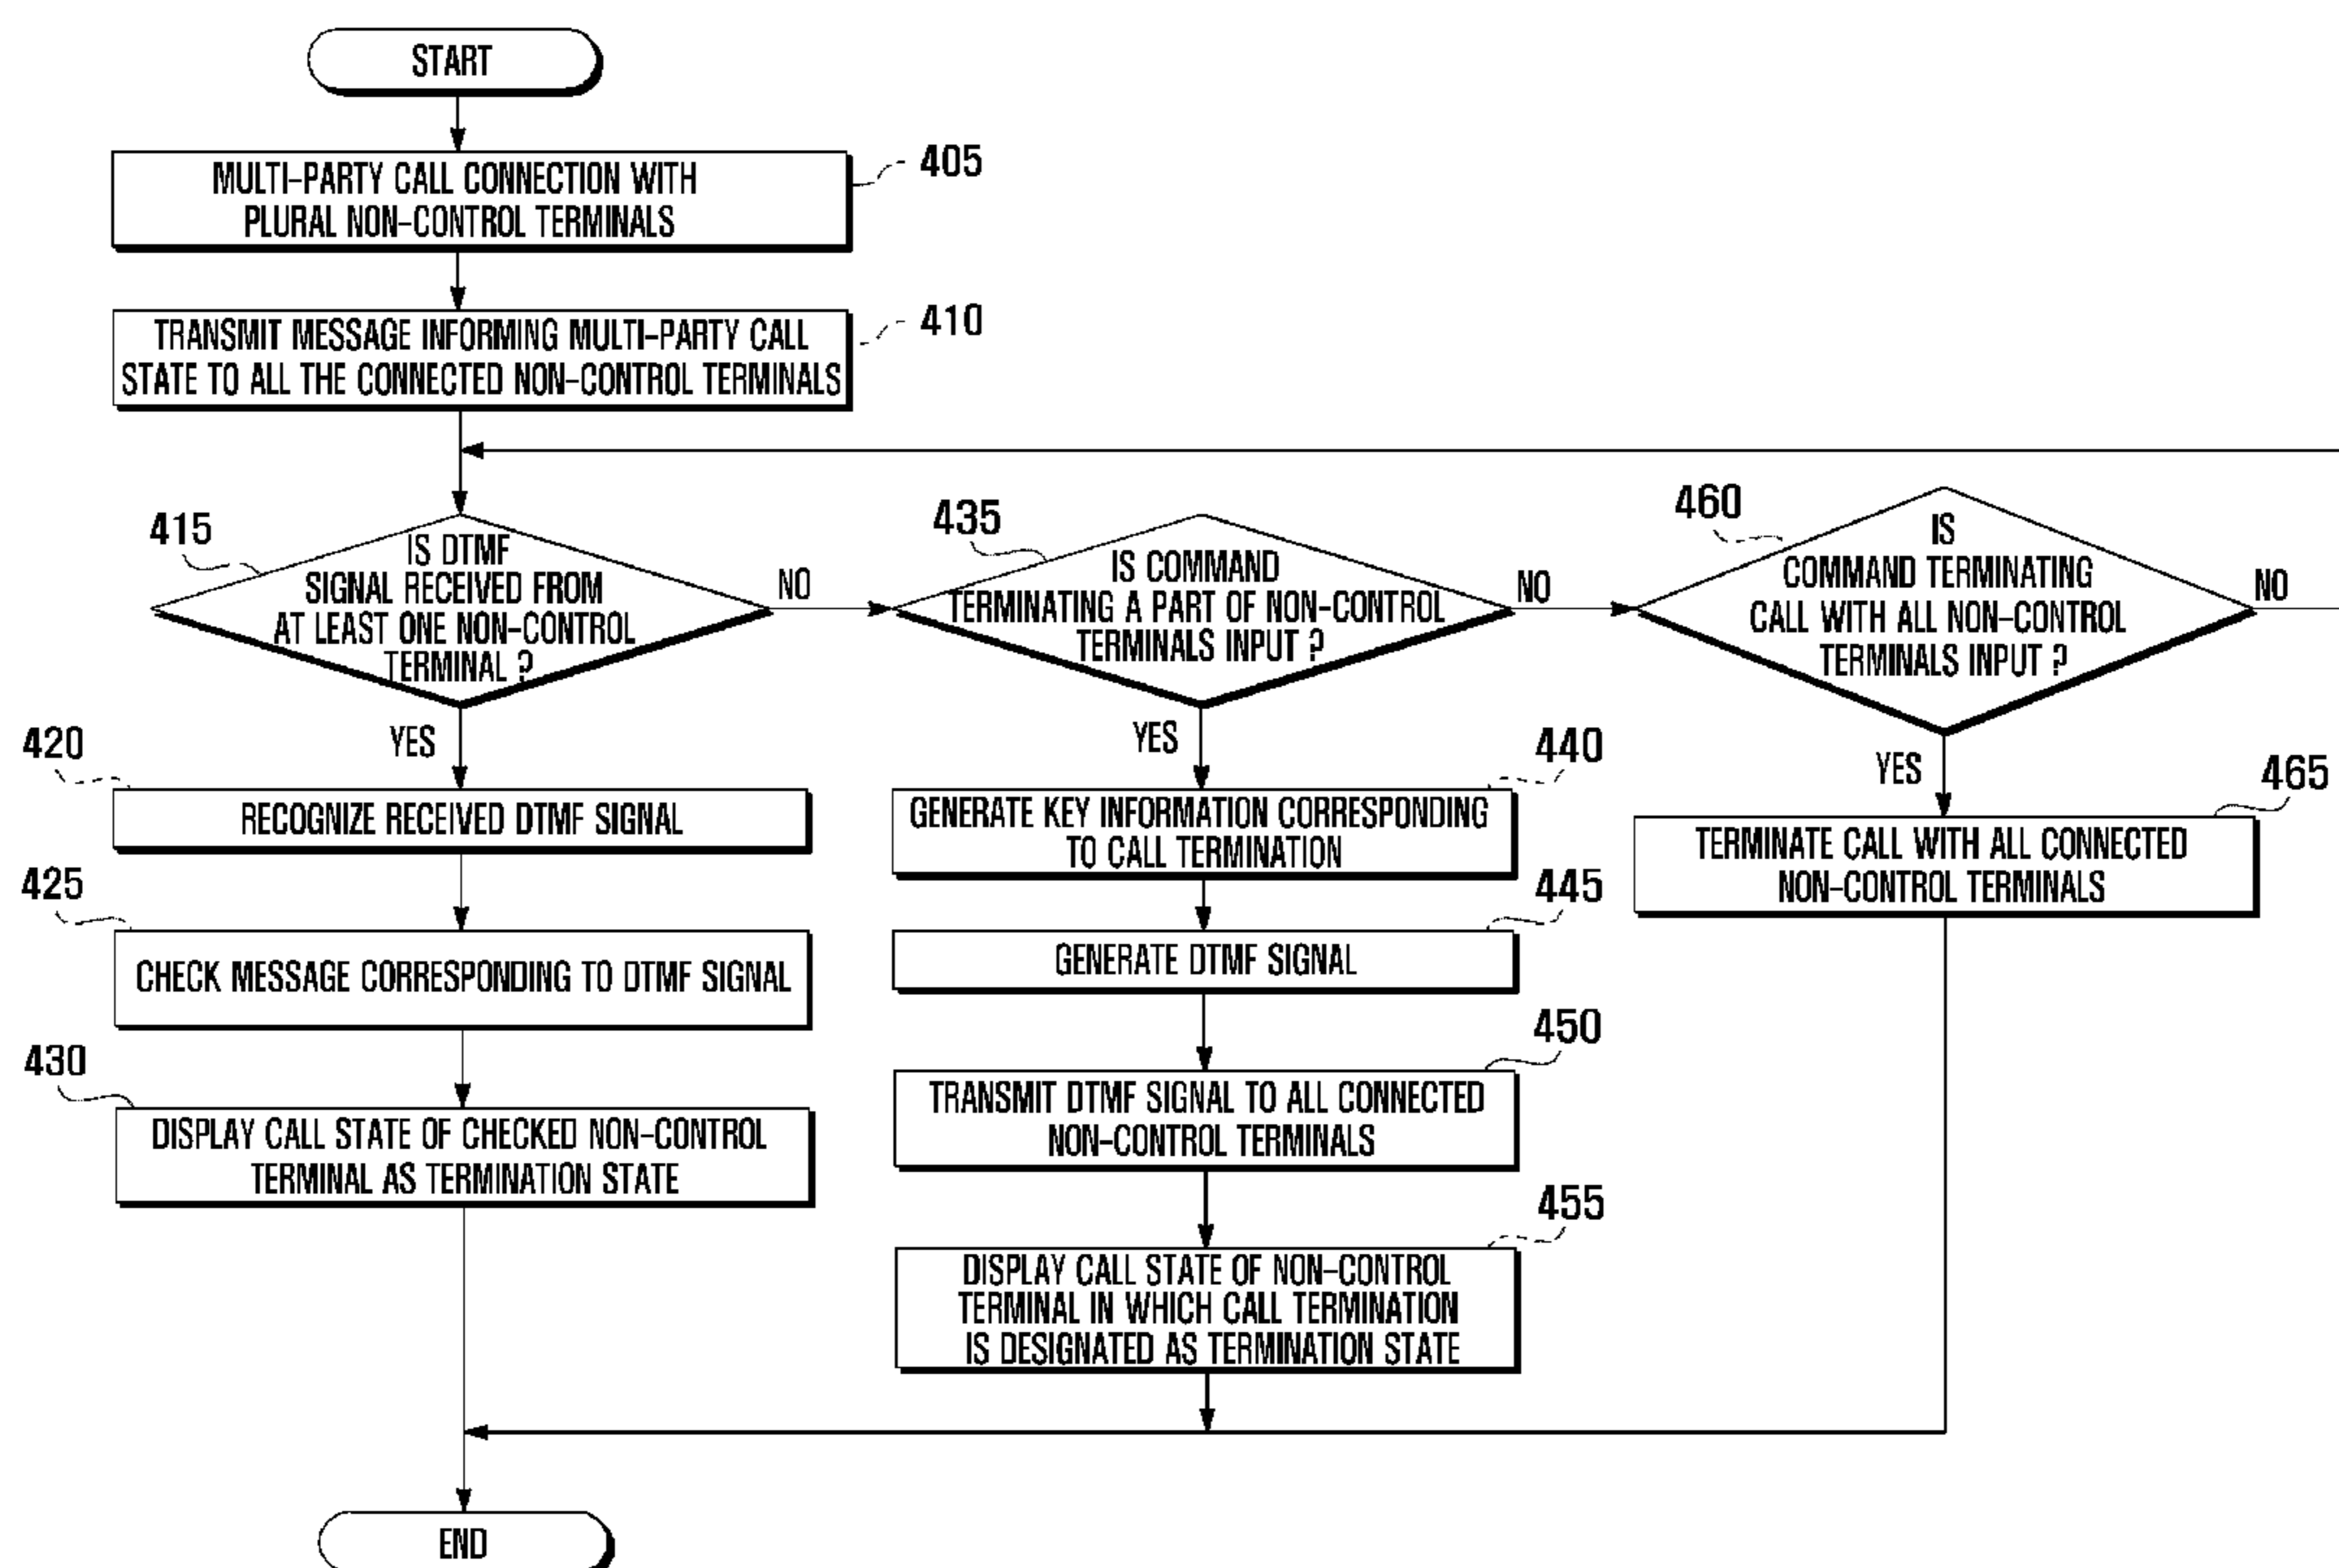 START
MULTI-PARTY CALL CONNECTION WITH
PLURAL NON-CONTROL TERMINALS
405
TRANSMIT MESSAGE INFORMING MULTI-PARTY CALL
STATE TO ALL THE CONNECTED NON-CONTROL TERMINALS
410
415
IS DTMF
SIGNAL RECEIVED FROM
AT LEAST ONE NON-CONTROL
TERMINAL ?
NO
YES
435
IS COMMAND
TERMINATING A PART OF NON-CONTROL
TERMINALS INPUT ?
NO
YES
460
IS
COMMAND TERMINATING
CALL WITH ALL NON-CONTROL
TERMINALS INPUT ?
NO
YES
420
RECOGNIZE RECEIVED DTMF SIGNAL
425
CHECK MESSAGE CORRESPONDING TO DTMF SIGNAL
430
DISPLAY CALL STATE OF CHECKED NON-CONTROL
TERMINAL AS TERMINATION STATE
440
GENERATE KEY INFORMATION CORRESPONDING
TO CALL TERMINATION
445
GENERATE DTMF SIGNAL
450
TRANSMIT DTMF SIGNAL TO ALL CONNECTED
NON-CONTROL TERMINALS
455
DISPLAY CALL STATE OF NON-CONTROL
TERMINAL IN WHICH CALL TERMINATION
IS DESIGNATED AS TERMINATION STATE
465
TERMINATE CALL WITH ALL CONNECTED
NON-CONTROL TERMINALS
END